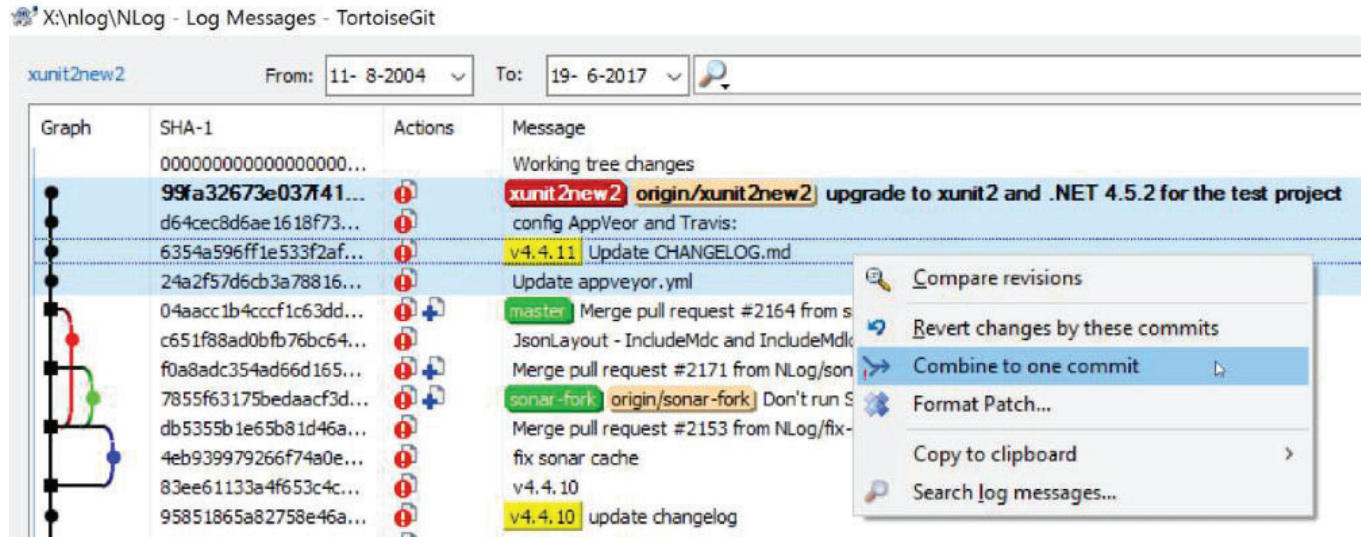 X:\nlog\NLog - Log Messages - TortoiseGit
xunit2new2 From: 11- 8-2004 To: 19- 6-2017
Graph SHA-1 Actions Message
00000000000000000000... Working tree changes
99fa32673e037f41... xunit2new2 origin/xunit2new2 upgrade to xunit2 and .NET 4.5.2 for the test project
d64cec8d6ae1618f73... config AppVeor and Travis:
6354a596ff1e533f2af... v4.4.11 Update CHANGELOG.md
24a2f57d6cb3a78816... Update appveyor.yml
04aacc1b4cccf1c63dd... master Merge pull request #2164 from s
c651f88ad0bfb76bc64... JsonLayout - IncludeMdc and IncludeMdl
f0a8adc354ad66d165... Merge pull request #2171 from NLog/son
7855f63175bedaacf3d... sonar-fork origin/sonar-fork Don't run S
db5355b1e65b81d46a... Merge pull request #2153 from NLog/fix-
4eb939979266f74a0e... fix sonar cache
83ee61133a4f653c4c... v4.4.10
95851865a82758e46a... v4.4.10 update changelog
Compare revisions
Revert changes by these commits
Combine to one commit
Format Patch...
Copy to clipboard
Search log messages...